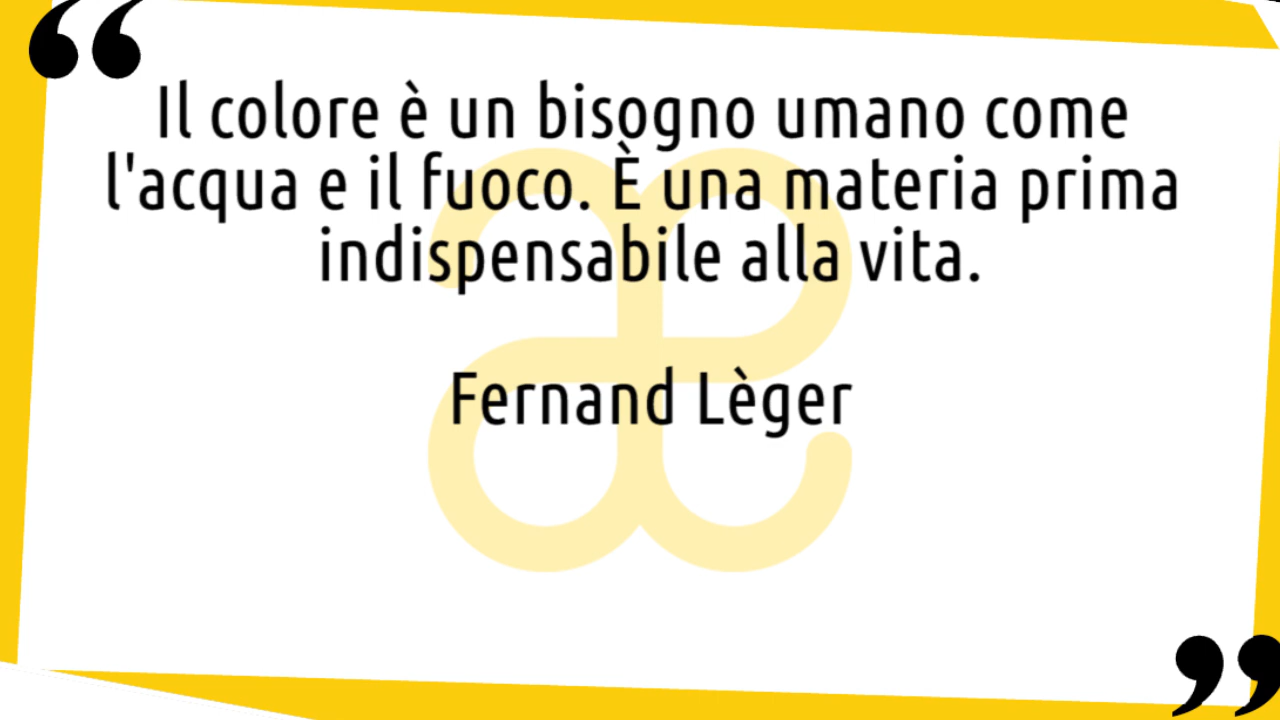 Il colore è un bisogno umano come
l'acqua e il fuoco. È una materia prima
indispensabile alla vita.
Fernand Lèger